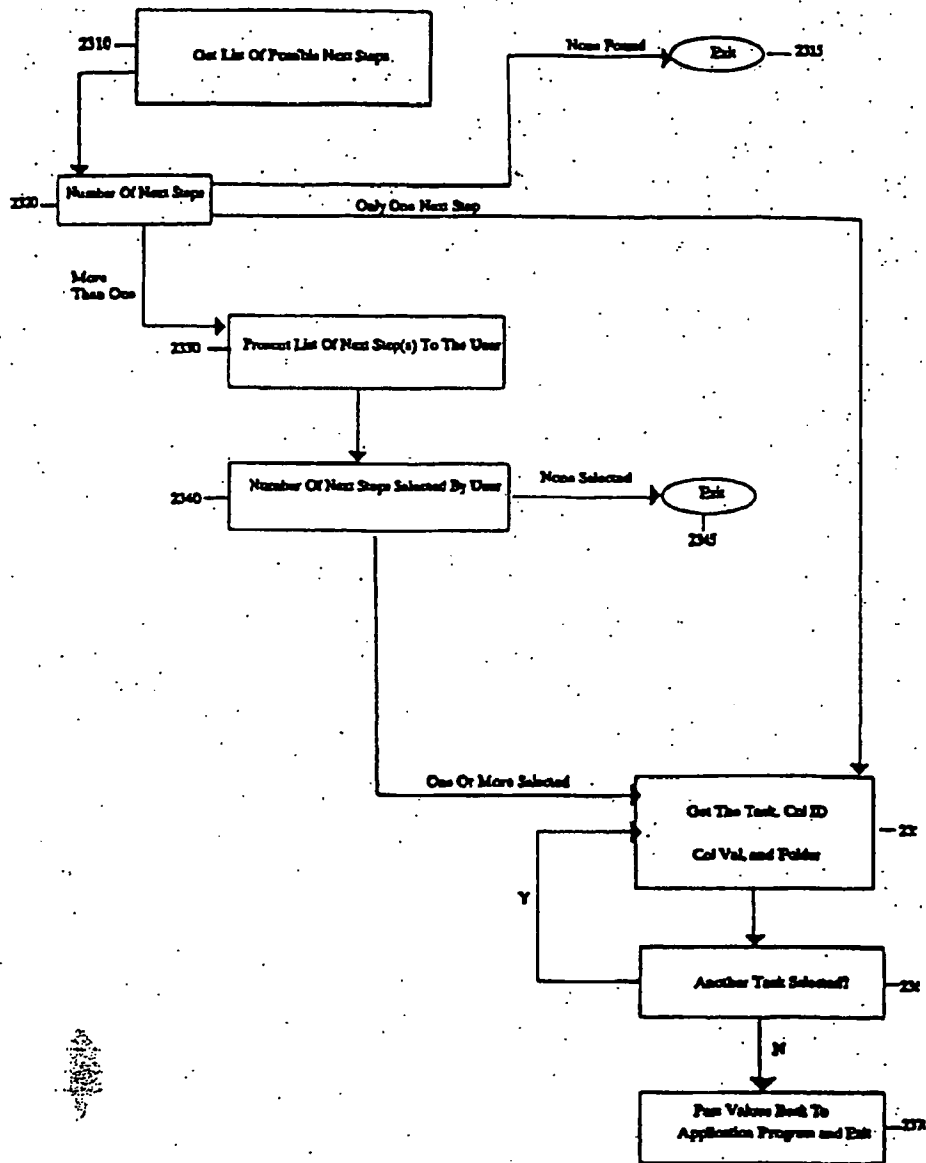 2310
Get List Of Possible Next Steps
None Found
Exit
2315
2320
Number Of Next Steps
Only One Next Step
More
Than One
2330
Present List Of Next Step(s) To The User
2340
Number Of Next Steps Selected By User
None Selected
Exit
2345
One Or More Selected
Get The Task, Col ID
Col Val, and Folder
Y
Another Task Selected?
N
Pass Values Back To
Application Program and Exit